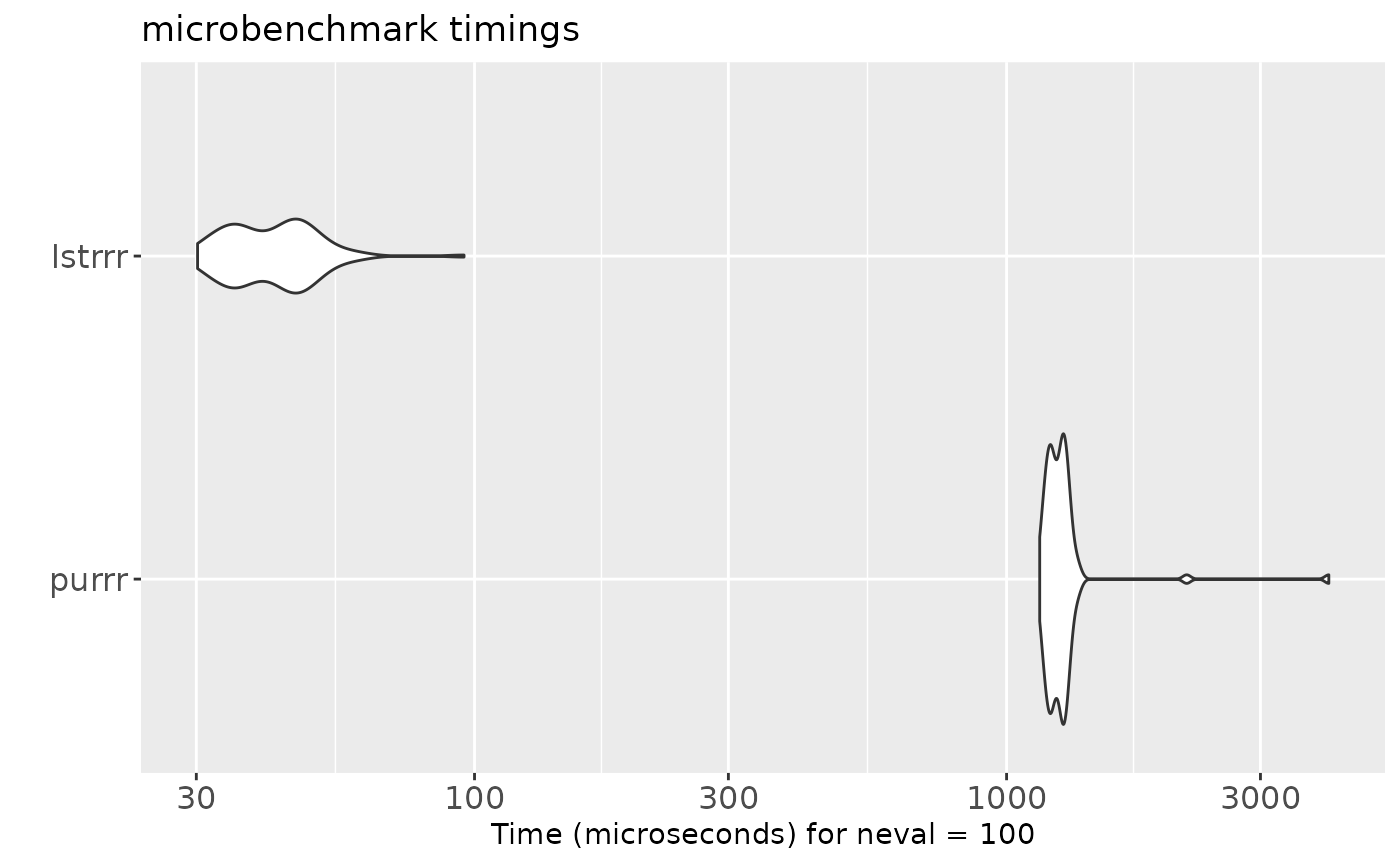 microbenchmark timings
lstrrr
purrr
30 100 300 1000 3000
Time (microseconds) for neval = 100